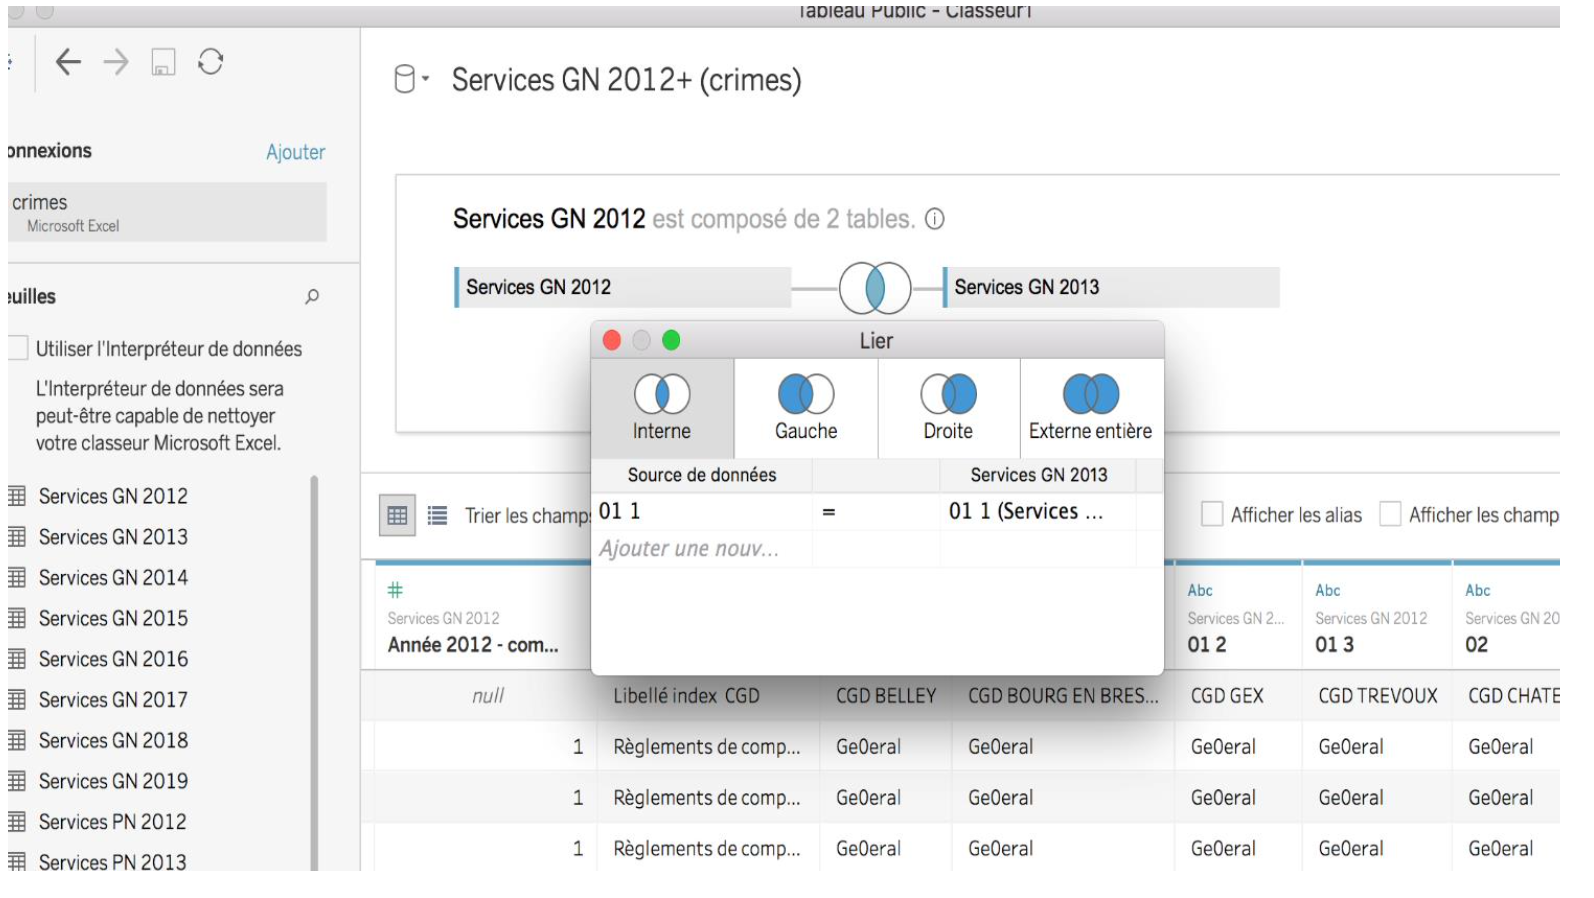 Tableau Public - Classeur1
onnexions
Ajouter
crimes
Microsoft Excel
euilles
Utiliser l'Interpréteur de données
L'Interpréteur de données sera
peut-être capable de nettoyer
votre classeur Microsoft Excel.
Services GN 2012
Services GN 2013
Services GN 2014
Services GN 2015
Services GN 2016
Services GN 2017
Services GN 2018
Services GN 2019
Services PN 2012
Services PN 2013
Services GN 2012+ (crimes)
Services GN 2012 est composé de 2 tables.
Services GN 2012
Services GN 2013
Lier
Interne Gauche Droite Externe entière
Source de données Services GN 2013
01 1 = 01 1 (Services ...
Ajouter une nouv...
Trier les champs
Afficher les alias Afficher les champ
# Abc Abc Abc
Services GN 2012 Services GN 2... Services GN 2012 Services GN 20
Année 2012 - com... 01 2 01 3 02
null Libellé index CGD CGD BELLEY CGD BOURG EN BRES... CGD GEX CGD TREVOUX CGD CHATE
1 Règlements de comp... Ge0eral Ge0eral Ge0eral Ge0eral Ge0eral
1 Règlements de comp... Ge0eral Ge0eral Ge0eral Ge0eral Ge0eral
1 Règlements de comp... Ge0eral Ge0eral Ge0eral Ge0eral Ge0eral